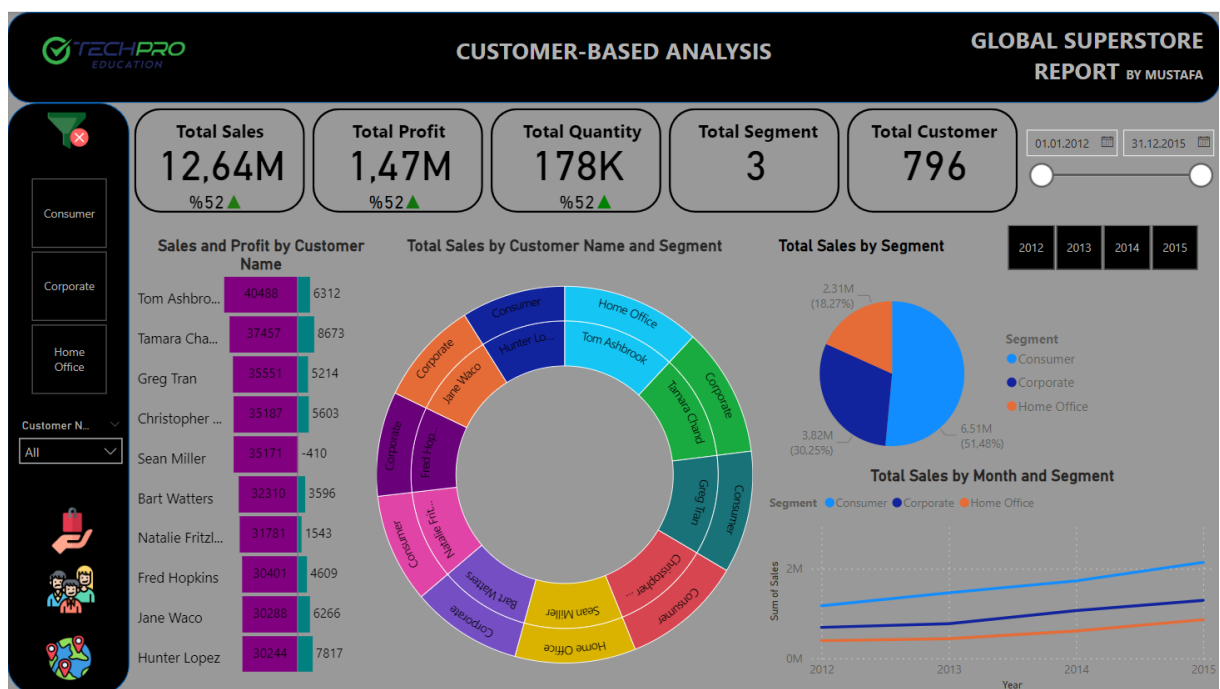 TECHPRO
EDUCATION
CUSTOMER-BASED ANALYSIS
GLOBAL SUPERSTORE
REPORT BY MUSTAFA
Total Sales
12,64M
%52
Total Profit
1,47M
%52
Total Quantity
178K
%52
Total Segment
3
Total Customer
796
01.01.2012
31.12.2015
2012 2013 2014 2015
Consumer
Corporate
Home
Office
Customer N...
All
Sales and Profit by Customer
Name
Tom Ashbro... 40488 6312
Tamara Cha... 37457 8673
Greg Tran 35551 5214
Christopher ... 35187 5603
Sean Miller 35171 -410
Bart Watters 32310 3596
Natalie Fritzl... 31781 1543
Fred Hopkins 30401 4609
Jane Waco 30288 6266
Hunter Lopez 30244 7817
Total Sales by Customer Name and Segment
Home Office
Tom Ashbrook
Corporate
Tamara Chand
Consumer
Greg Tran
Consumer
Christopher ...
Home Office
Sean Miller
Corporate
Bart Watters
Consumer
Natalie Frit...
Corporate
Fred Hop...
Corporate
Jane Waco
Consumer
Hunter Lo...
Total Sales by Segment
2.31M
(18,27%)
3.82M
(30,25%)
6.51M
(51,48%)
Segment
Consumer
Corporate
Home Office
Total Sales by Month and Segment
Segment Consumer Corporate Home Office
Sum of Sales
2M
0M
2012 2013 2014 2015
Year